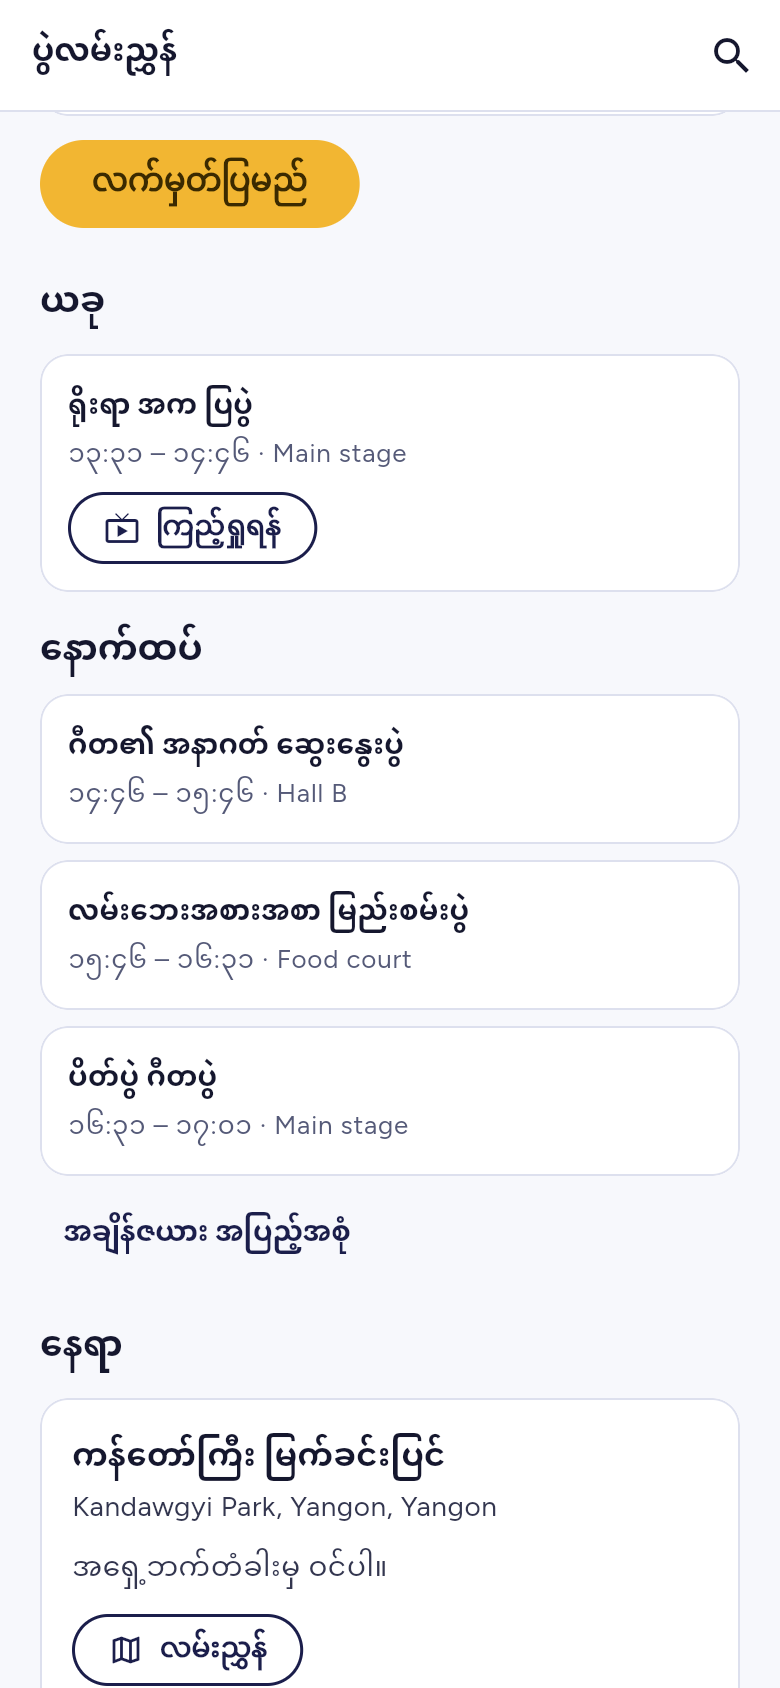 ပွဲလမ်းညွှန်
လက်မှတ်ပြမည်
ယခု
ရိုးရာ အက ပြပွဲ
၁၃:၃၁ – ၁၄:၄၆ · Main stage
ကြည့်ရှုရန်
နောက်ထပ်
ဂီတ၏ အနာဂတ် ဆွေးနွေးပွဲ
၁၄:၄၆ – ၁၅:၄၆ · Hall B
လမ်းဘေးအစားအစာ မြည်းစမ်းပွဲ
၁၅:၄၆ – ၁၆:၃၁ · Food court
ပိတ်ပွဲ ဂီတပွဲ
၁၆:၃၁ – ၁၇:၀၁ · Main stage
အချိန်ဇယား အပြည့်အစုံ
နေရာ
ကန်တော်ကြီး မြက်ခင်းပြင်
Kandawgyi Park, Yangon, Yangon
အရှေ့ဘက်တံခါးမှ ဝင်ပါ။
လမ်းညွှန်